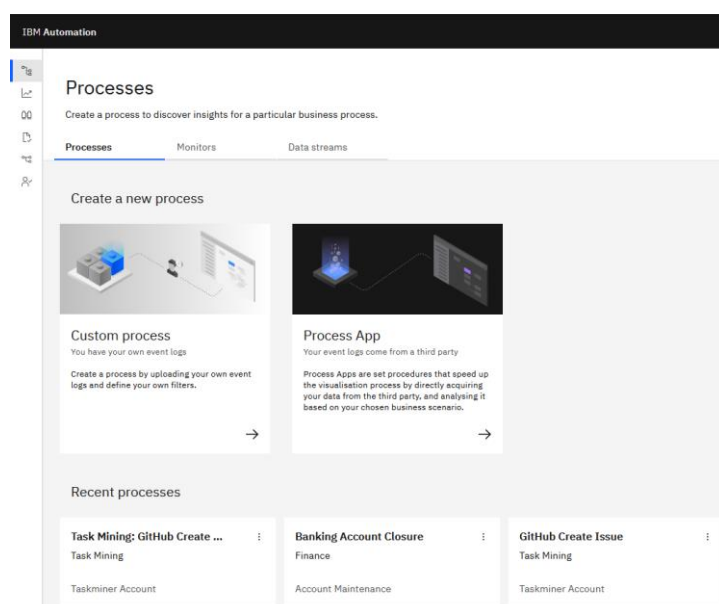 IBM Automation
Processes
Create a process to discover insights for a particular business process.
Processes Monitors Data streams
Create a new process
Custom process
You have your own event logs
Create a process by uploading your own event
logs and define your own filters.
Process App
Your event logs come from a third party
Process Apps are set procedures that speed up
the visualisation process by directly acquiring
your data from the third party, and analysing it
based on your chosen business scenario.
Recent processes
Task Mining: GitHub Create ...
Task Mining
Taskminer Account
Banking Account Closure
Finance
Account Maintenance
GitHub Create Issue
Task Mining
Taskminer Account